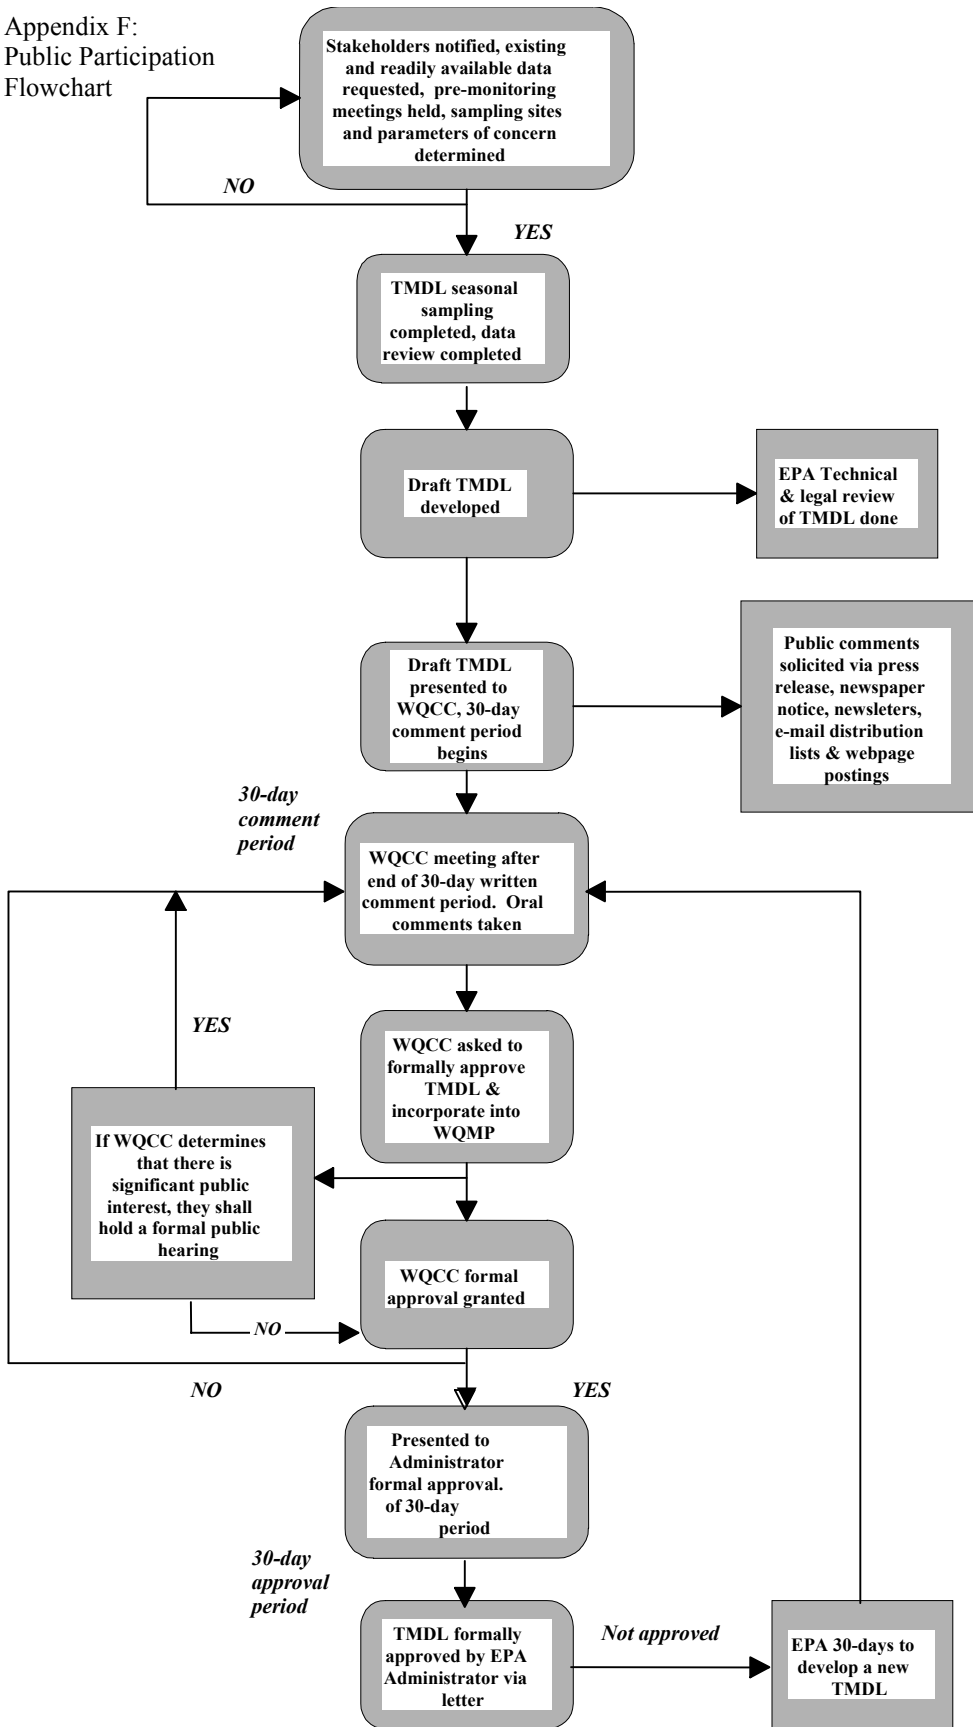 Appendix F:
Public Participation
Flowchart
Stakeholders notified, existing
and readily available data
requested, pre-monitoring
meetings held, sampling sites
and parameters of concern
determined
NO
YES
TMDL seasonal
sampling
completed, data
review completed
Draft TMDL
developed
EPA Technical
& legal review
of TMDL done
Draft TMDL
presented to
WQCC, 30-day
comment period
begins
Public comments
solicited via press
release, newspaper
notice, newsleters,
e-mail distribution
lists & webpage
postings
30-day
comment
period
WQCC meeting after
end of 30-day written
comment period. Oral
comments taken
YES
WQCC asked to
formally approve
TMDL &
incorporate into
WQMP
If WQCC determines
that there is
significant public
interest, they shall
hold a formal public
hearing
WQCC formal
approval granted
NO
NO
YES
Presented to
Administrator
formal approval.
of 30-day
period
30-day
approval
period
TMDL formally
approved by EPA
Administrator via
letter
Not approved
EPA 30-days to
develop a new
TMDL